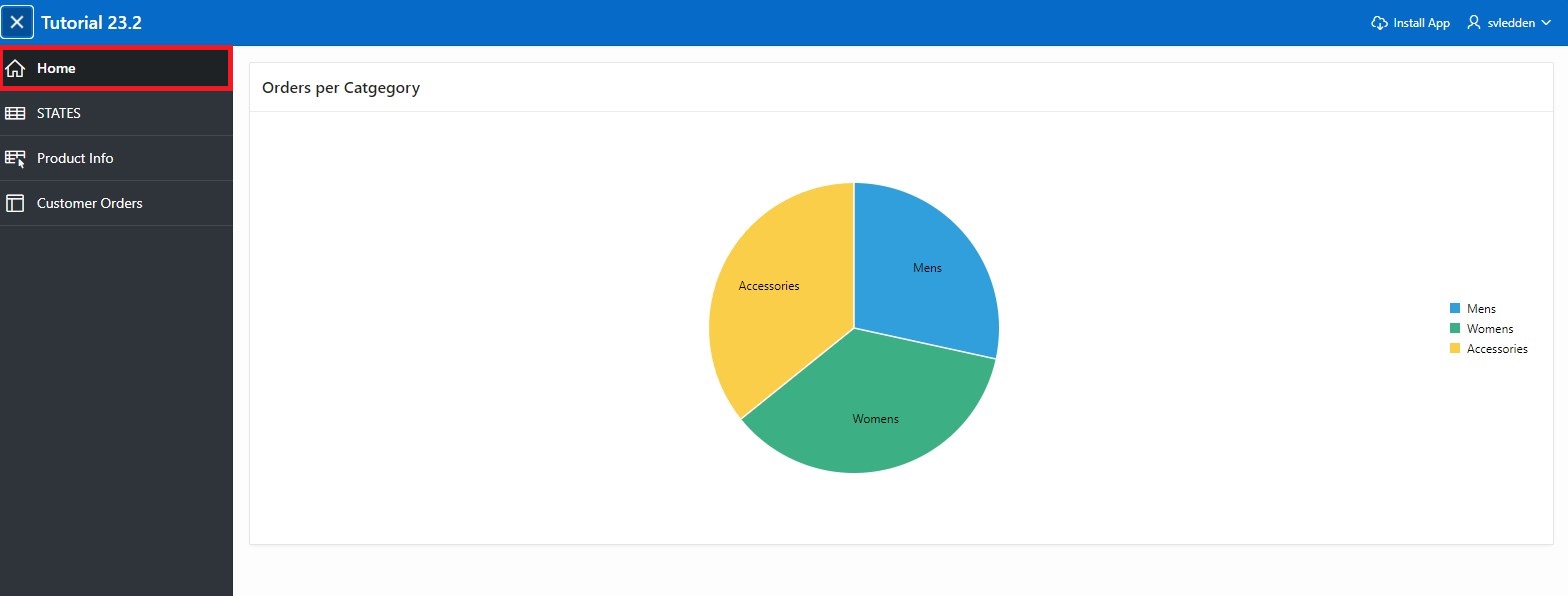 Tutorial 23.2
Install App
svledden
Home
STATES
Product Info
Customer Orders
Orders per Catgegory
Mens
Accessories
Womens
Mens
Womens
Accessories